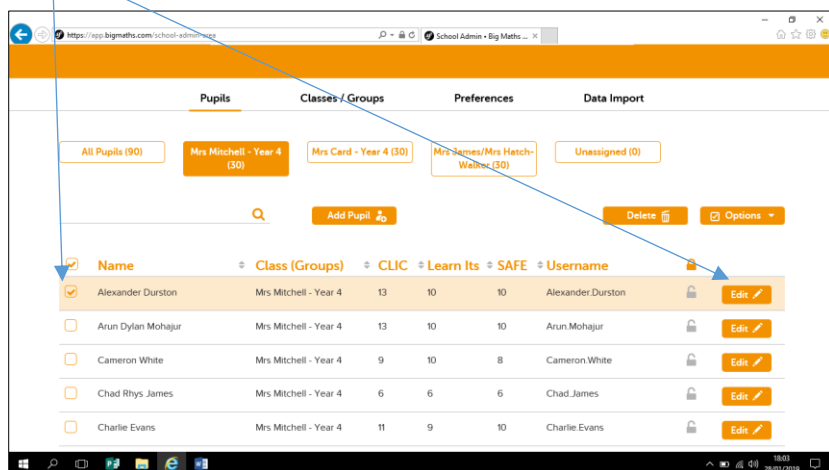 https://app.bigmaths.com/school-admin-area
School Admin • Big Maths ...
Pupils Classes / Groups Preferences Data Import
All Pupils (90) Mrs Mitchell - Year 4 (30) Mrs Card - Year 4 (30) Mrs James/Mrs Hatch-Walker (30) Unassigned (0)
Add Pupil Delete Options
Name Class (Groups) CLIC Learn Its SAFE Username
Alexander Durston Mrs Mitchell - Year 4 13 10 10 Alexander.Durston Edit
Arun Dylan Mohajur Mrs Mitchell - Year 4 13 10 10 Arun.Mohajur Edit
Cameron White Mrs Mitchell - Year 4 9 10 8 Cameron.White Edit
Chad Rhys James Mrs Mitchell - Year 4 6 6 6 Chad.James Edit
Charlie Evans Mrs Mitchell - Year 4 11 9 10 Charlie.Evans Edit
18:03
28/01/2019